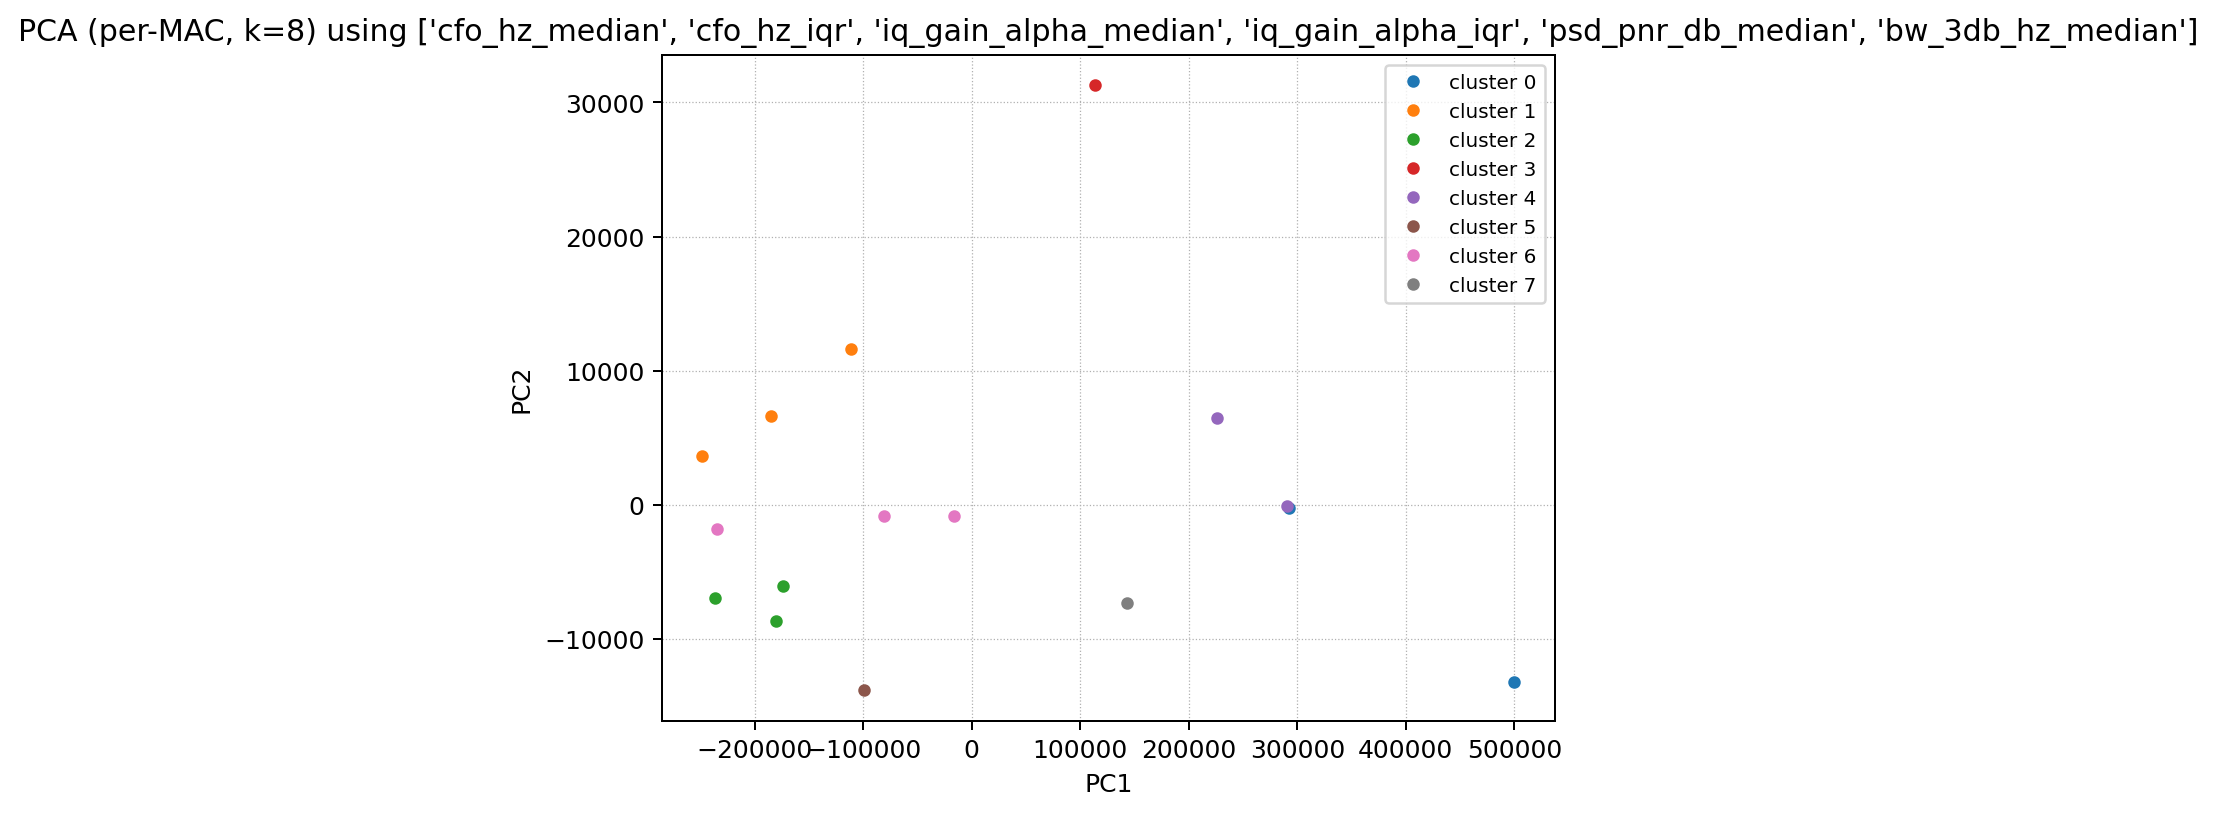 PCA (per-MAC, k=8) using ['cfo_hz_median', 'cfo_hz_iqr', 'iq_gain_alpha_median', 'iq_gain_alpha_iqr', 'psd_pnr_db_median', 'bw_3db_hz_median']
cluster 0
cluster 1
cluster 2
cluster 3
cluster 4
cluster 5
cluster 6
cluster 7
PC2
30000
20000
10000
0
−10000
−200000 −100000 0 100000 200000 300000 400000 500000
PC1